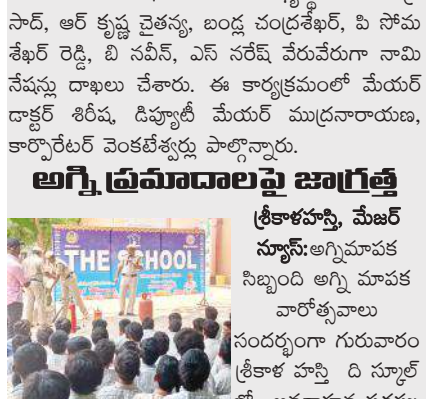 సాద్, ఆర్ కృష్ణ చైతన్య, బండ్ల చంద్రశేఖర్, పి సోమ
శేఖర్ రెడ్డి, బి నవీన్, ఎస్ నరేష్ వేరువేరుగా నామి
నేషన్లు దాఖలు చేశారు. ఈ కార్యక్రమంలో మేయర్
డాక్టర్ శిరీష, డిప్యూటీ మేయర్ ముద్రనారాయణ,
కార్పొరేటర్ వెంకటేశ్వర్లు పాల్గొన్నారు.
అగ్ని ప్రమాదాలపై జాగ్రత్త
శ్రీకాళహస్తి, మేజర్
న్యూస్:అగ్నిమాపక
సిబ్బంది అగ్ని మాపక
వారోత్సవాలు
సందర్భంగా గురువారం
శ్రీకాళ హస్తి ది స్కూల్
THE SCHOOL